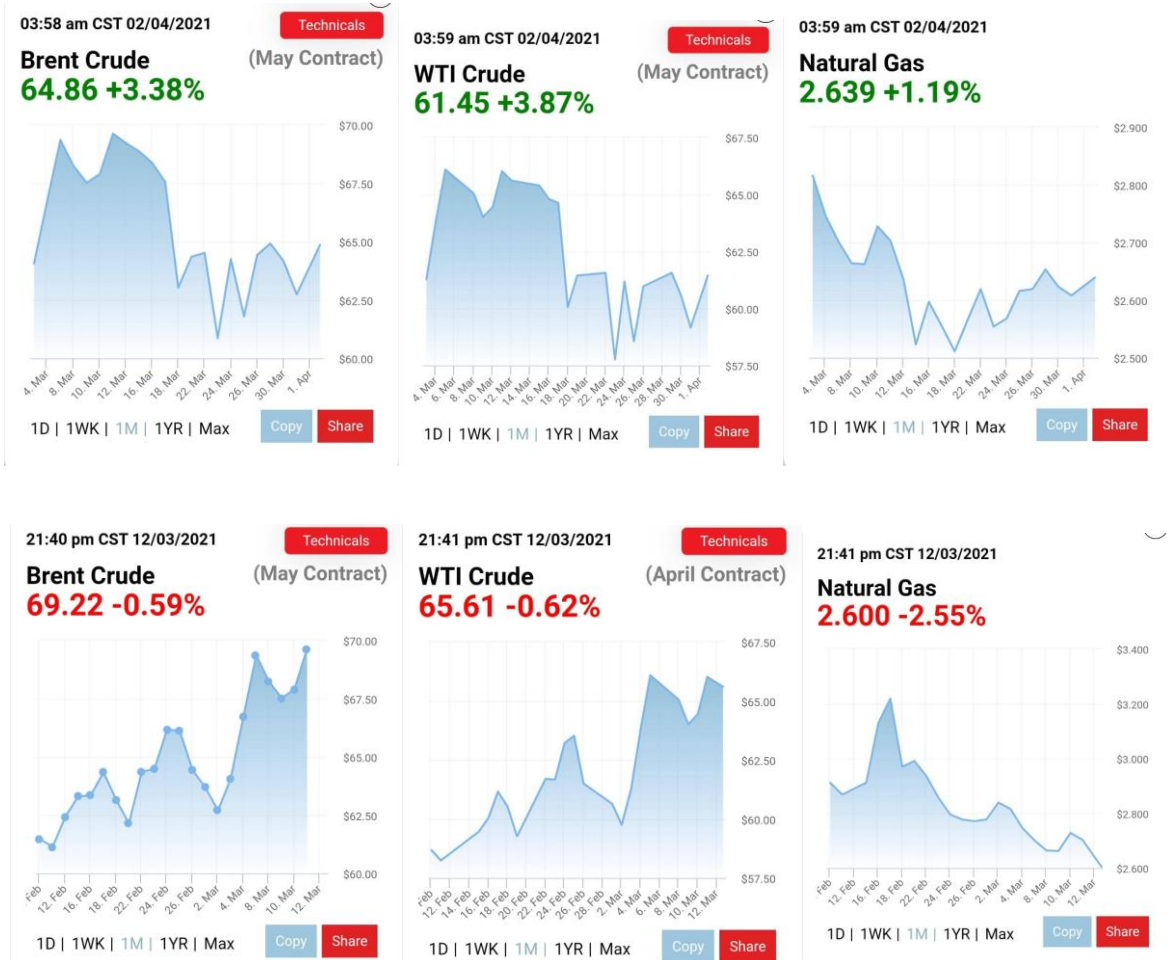 03:58 am CST 02/04/2021
Technicals
Brent Crude
(May Contract)
64.86 +3.38%
$70.00
$67.50
$65.00
$62.50
$60.00
4. Mar
8. Mar
10. Mar
12. Mar
16. Mar
18. Mar
22. Mar
24. Mar
26. Mar
30. Mar
1. Apr
1D | 1WK | 1M | 1YR | Max
Copy
Share
03:59 am CST 02/04/2021
Technicals
WTI Crude
(May Contract)
61.45 +3.87%
$67.50
$65.00
$62.50
$60.00
$57.50
4. Mar
6. Mar
8. Mar
10. Mar
12. Mar
14. Mar
16. Mar
18. Mar
20. Mar
22. Mar
24. Mar
26. Mar
28. Mar
30. Mar
1. Apr
1D | 1WK | 1M | 1YR | Max
Copy
Share
03:59 am CST 02/04/2021
Natural Gas
2.639 +1.19%
$2.900
$2.800
$2.700
$2.600
$2.500
4. Mar
8. Mar
10. Mar
12. Mar
16. Mar
18. Mar
22. Mar
24. Mar
26. Mar
30. Mar
1. Apr
1D | 1WK | 1M | 1YR | Max
Copy
Share
21:40 pm CST 12/03/2021
Technicals
Brent Crude
(May Contract)
69.22 -0.59%
$70.00
$67.50
$65.00
$62.50
$60.00
Feb
12. Feb
16. Feb
18. Feb
22. Feb
24. Feb
26. Feb
2. Mar
4. Mar
8. Mar
10. Mar
12. Mar
1D | 1WK | 1M | 1YR | Max
Copy
Share
21:41 pm CST 12/03/2021
Technicals
WTI Crude
(April Contract)
65.61 -0.62%
$67.50
$65.00
$62.50
$60.00
$57.50
Feb
12. Feb
14. Feb
16. Feb
18. Feb
20. Feb
22. Feb
24. Feb
26. Feb
28. Feb
2. Mar
4. Mar
6. Mar
8. Mar
10. Mar
12. Mar
1D | 1WK | 1M | 1YR | Max
Copy
Share
21:41 pm CST 12/03/2021
Natural Gas
2.600 -2.55%
$3.400
$3.200
$3.000
$2.800
$2.600
Feb
12. Feb
16. Feb
18. Feb
22. Feb
24. Feb
26. Feb
2. Mar
4. Mar
8. Mar
10. Mar
12. Mar
1D | 1WK | 1M | 1YR | Max
Copy
Share